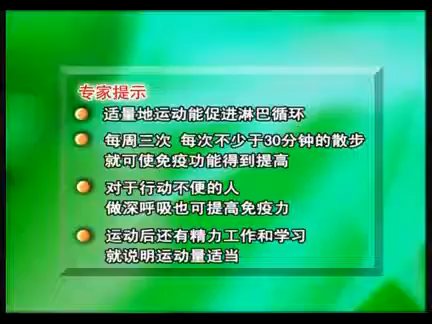 专家提示
适量地运动能促进淋巴循环
每周三次 每次不少于30分钟的散步
就可使免疫功能得到提高
对于行动不便的人
做深呼吸也可提高免疫力
运动后还有精力工作和学习
就说明运动量适当